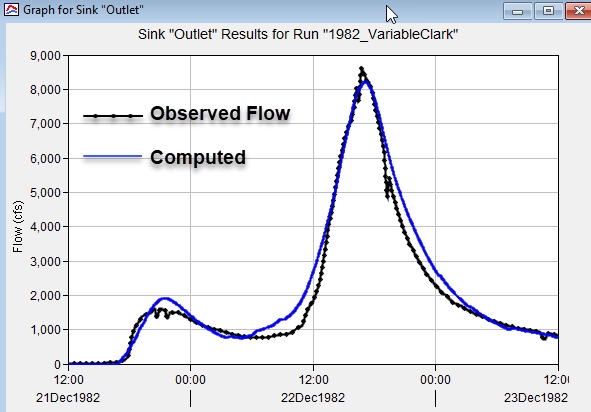 Graph for Sink "Outlet"
Sink "Outlet" Results for Run "1982_VariableClark"
9,000
8,000
7,000
6,000
5,000
4,000
3,000
2,000
1,000
0
Flow (cfs)
Observed Flow
Computed
12:00 00:00 12:00 00:00 12:00
21Dec1982 22Dec1982 23Dec1982